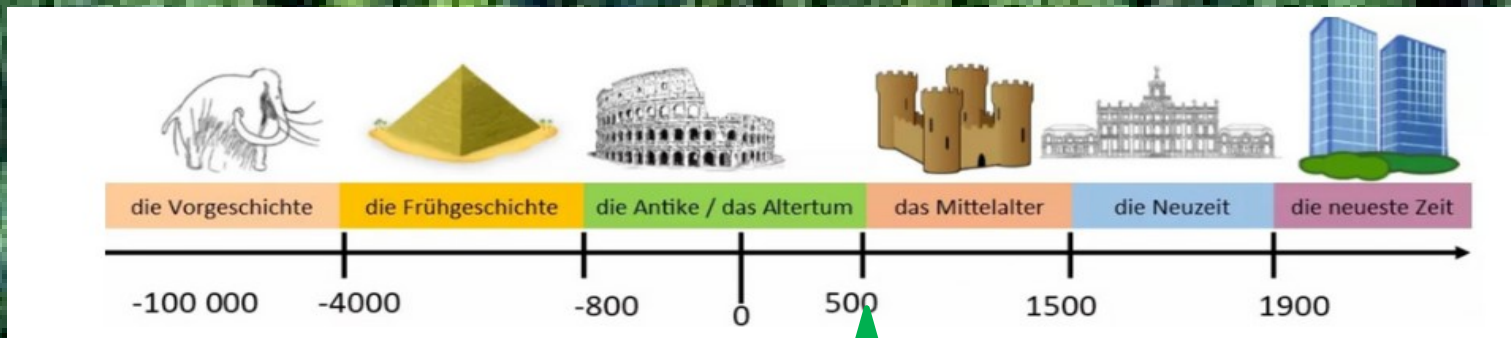 die Vorgeschichte die Frühgeschichte die Antike / das Altertum das Mittelalter die Neuzeit die neueste Zeit
-100 000 -4000 -800 0 500 1500 1900